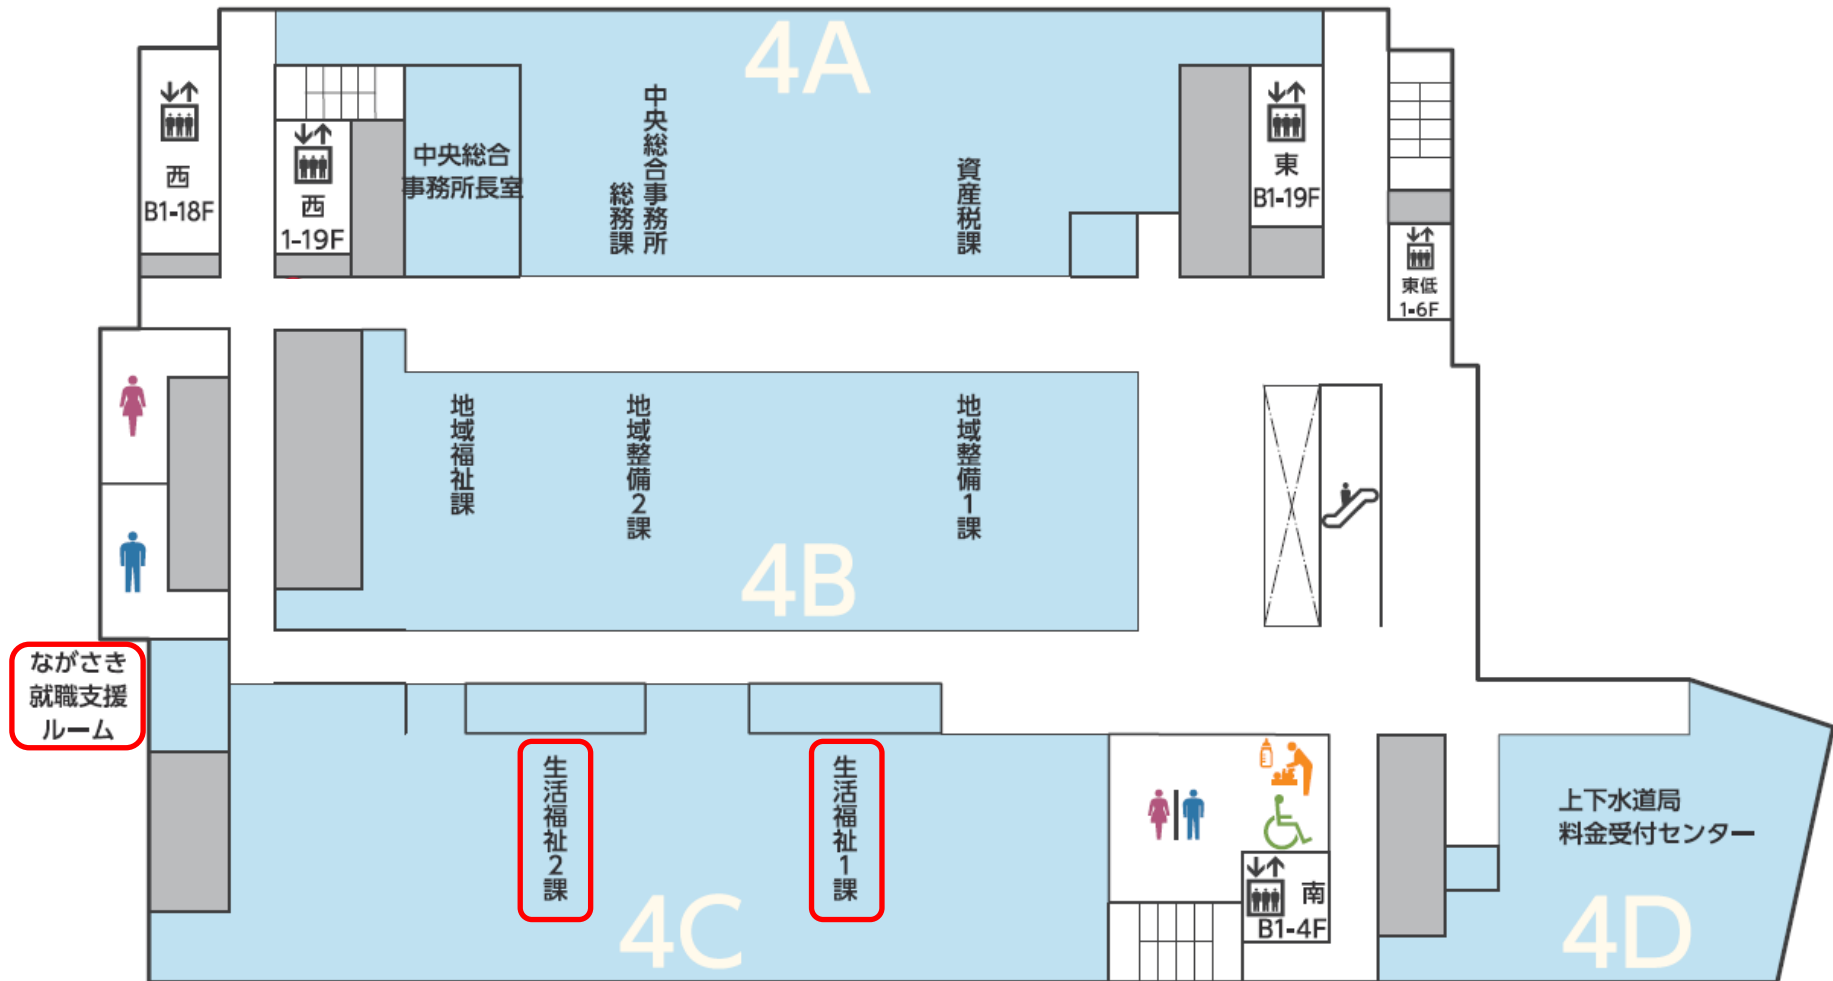 4A
西
B1-18F
西
1-19F
中央総合
事務所長室
中央総合事務所
総務課
資産税課
東
B1-19F
東低
1-6F
地域福祉課
地域整備2課
地域整備1課
4B
ながさき
就職支援
ルーム
生活福祉2課
生活福祉1課
4C
南
B1-4F
上下水道局
料金受付センター
4D